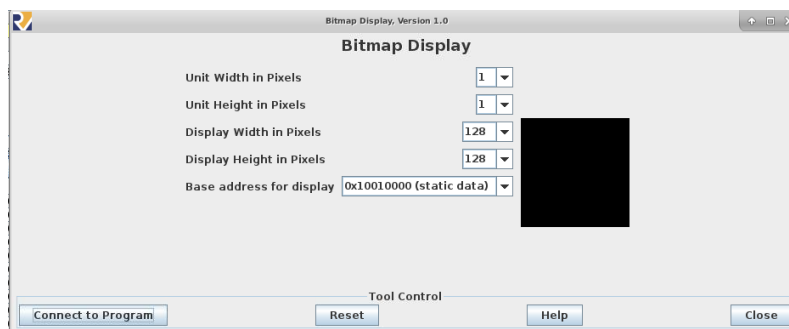 Bitmap Display, Version 1.0
Bitmap Display
Unit Width in Pixels 1
Unit Height in Pixels 1
Display Width in Pixels 128
Display Height in Pixels 128
Base address for display 0x10010000 (static data)
Tool Control
Connect to Program Reset Help Close